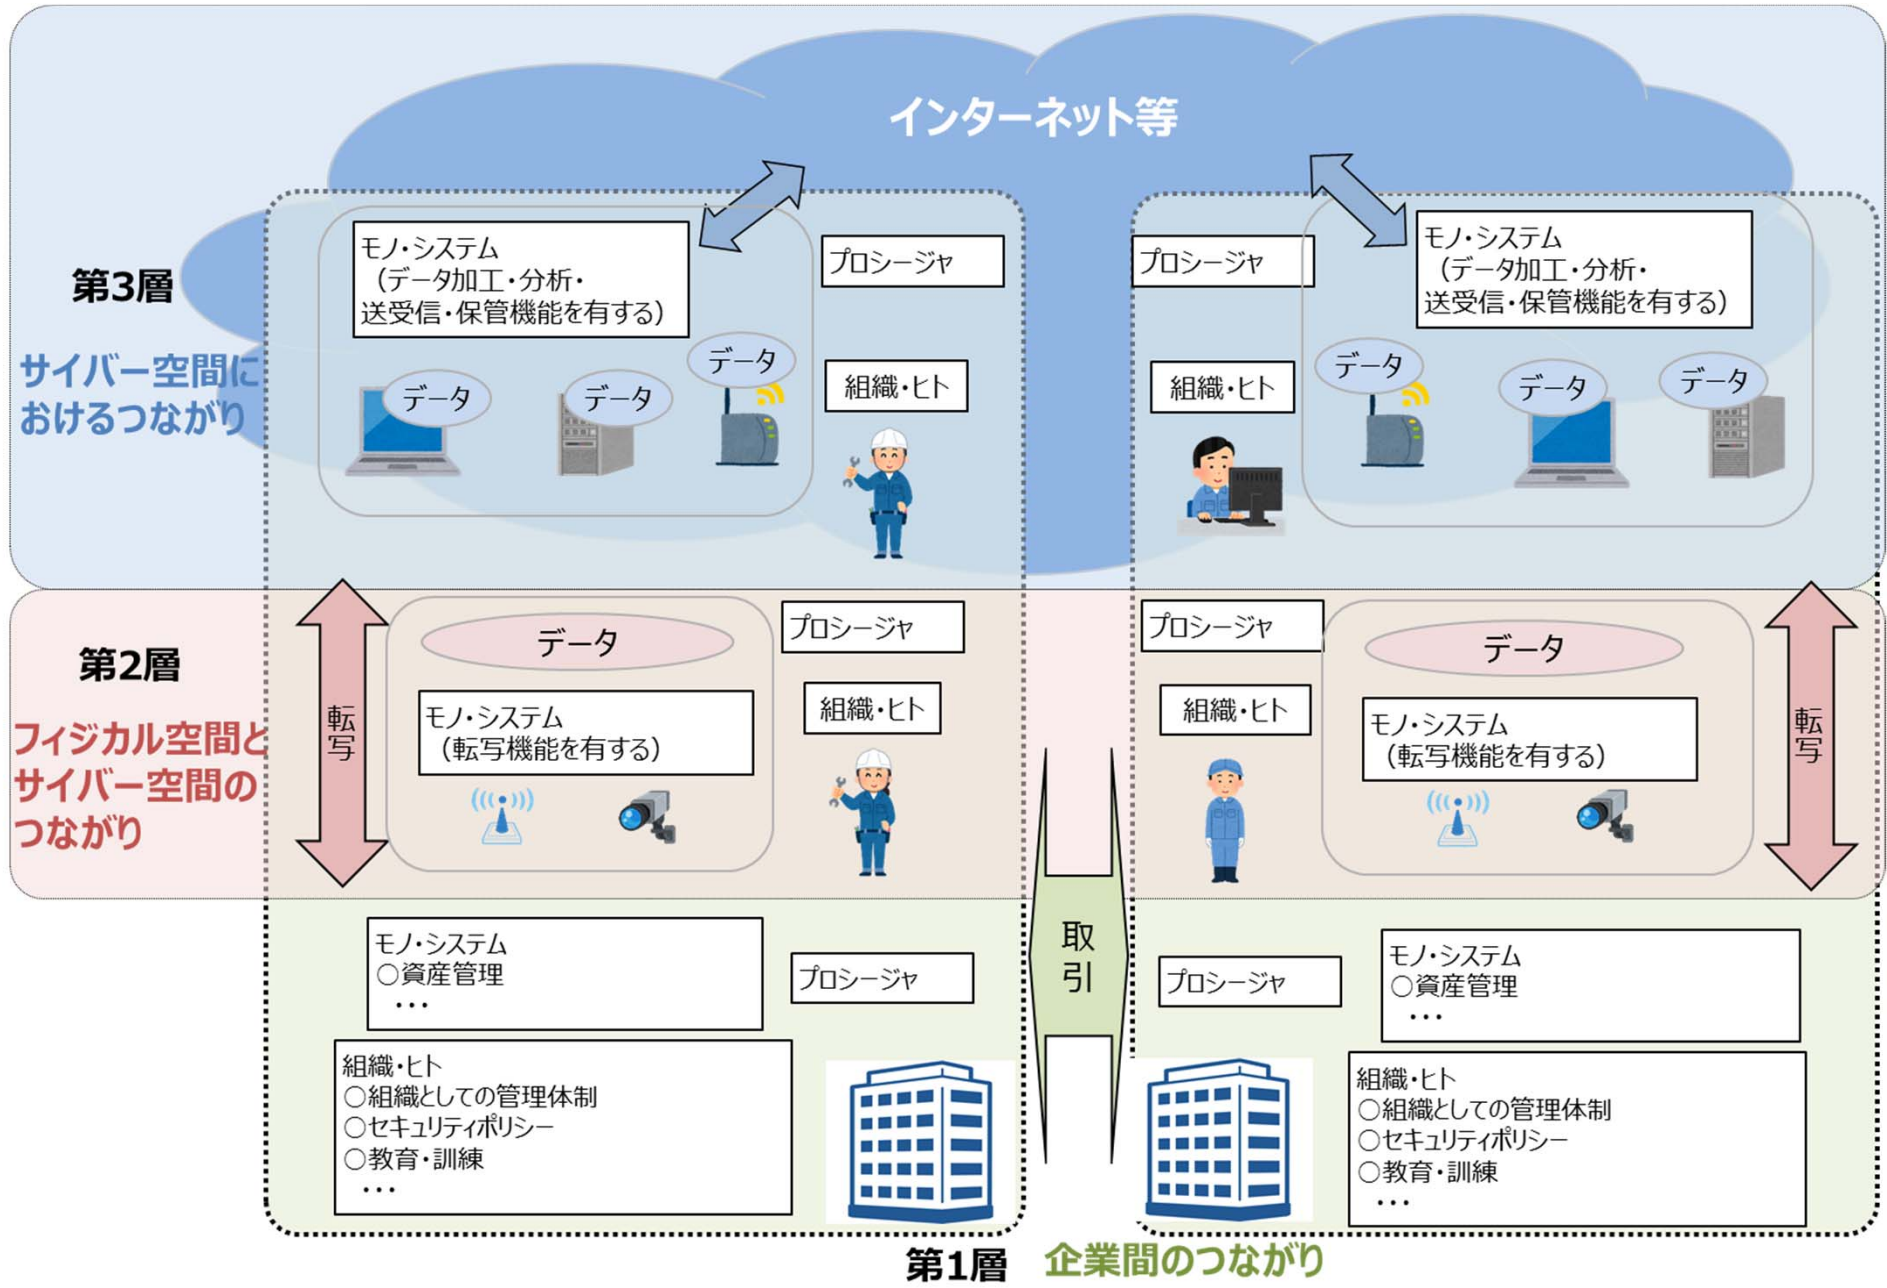 インターネット等
第3層
サイバー空間に
おけるつながり
モノ・システム
（データ加工・分析・
送受信・保管機能を有する）
データ
データ
データ
プロシージャ
組織・ヒト
プロシージャ
組織・ヒト
モノ・システム
（データ加工・分析・
送受信・保管機能を有する）
データ
データ
データ
第2層
フィジカル空間と
サイバー空間の
つながり
転写
データ
モノ・システム
（転写機能を有する）
プロシージャ
組織・ヒト
プロシージャ
組織・ヒト
データ
モノ・システム
（転写機能を有する）
転写
モノ・システム
○資産管理
・・・
プロシージャ
組織・ヒト
○組織としての管理体制
○セキュリティポリシー
○教育・訓練
・・・
取引
プロシージャ
モノ・システム
○資産管理
・・・
組織・ヒト
○組織としての管理体制
○セキュリティポリシー
○教育・訓練
・・・
第1層 企業間のつながり